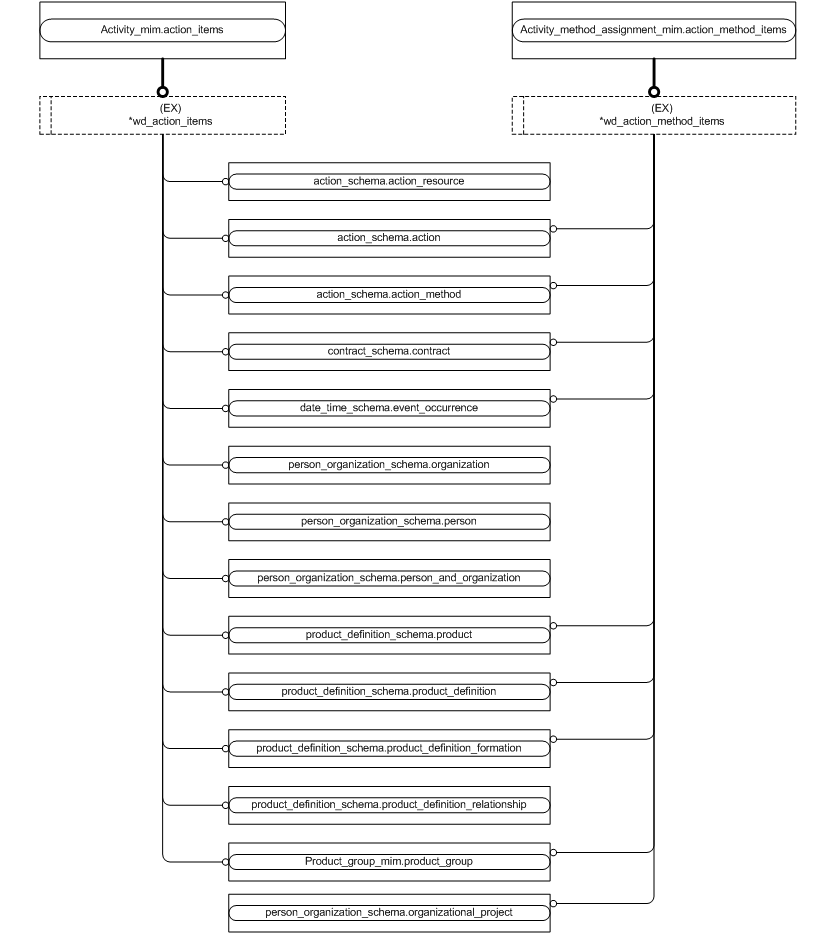 Activity_mim.action_items
Activity_method_assignment_mim.action_method_items
(EX)
*wd_action_items
(EX)
*wd_action_method_items
action_schema.action_resource
action_schema.action
action_schema.action_method
contract_schema.contract
date_time_schema.event_occurrence
person_organization_schema.organization
person_organization_schema.person
person_organization_schema.person_and_organization
product_definition_schema.product
product_definition_schema.product_definition
product_definition_schema.product_definition_formation
product_definition_schema.product_definition_relationship
Product_group_mim.product_group
person_organization_schema.organizational_project